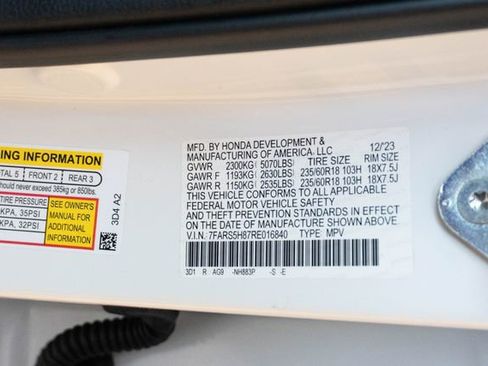 MFD. BY HONDA DEVELOPMENT &
MANUFACTURING OF AMERICA, LLC 12/23
GVWR 2300KG( 5070LBS) TIRE SIZE RIM SIZE
GAWR F 1193KG( 2630LBS) 235/60R18 103H 18X7.5J
GAWR R 1150KG( 2535LBS) 235/60R18 103H 18X7.5J
THIS VEHICLE CONFORMS TO ALL APPLICABLE
FEDERAL MOTOR VEHICLE SAFETY
AND THEFT PREVENTION STANDARDS IN EFFECT
ON THE DATE OF MANUFACTURE SHOWN ABOVE.
V.I.N.: 7FARS5H87RE016840 TYPE: MPV
3D1 R AG9 -NH883P -S -E
NG INFORMATION
TAL 5 FRONT 2 REAR 3
hould never exceed 385kg or 850lbs.
E PRESSURE
KPA, 35PSI
KPA, 32PSI
SEE OWNER'S
MANUAL FOR
ADDITIONAL
INFORMATION
3D4 A2